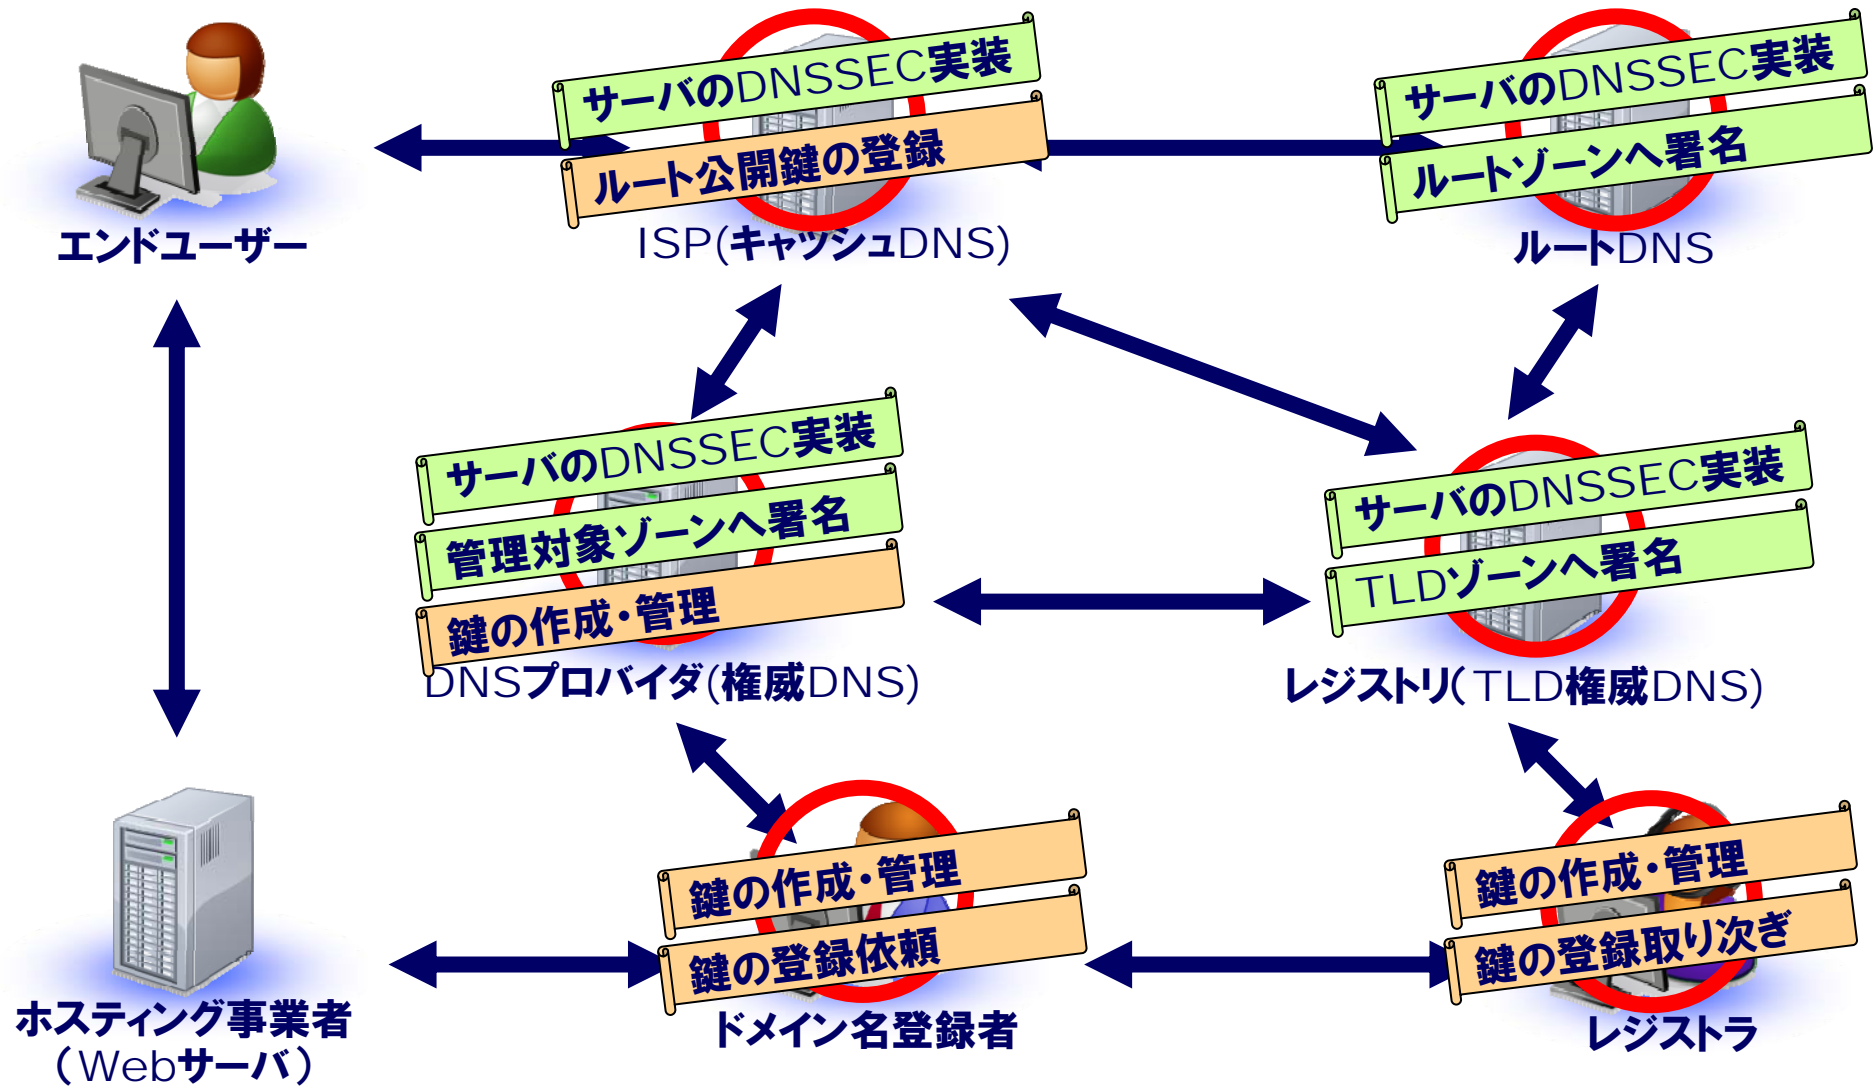 サーバのDNSSEC実装
ルート公開鍵の登録
サーバのDNSSEC実装
ルートゾーンへ署名
エンドユーザー
ISP(キャッシュDNS)
ルートDNS
サーバのDNSSEC実装
管理対象ゾーンへ署名
鍵の作成・管理
サーバのDNSSEC実装
TLDゾーンへ署名
DNSプロバイダ(権威DNS)
レジストリ(TLD権威DNS)
鍵の作成・管理
鍵の登録依頼
鍵の作成・管理
鍵の登録取り次ぎ
ホスティング事業者
(Webサーバ)
ドメイン名登録者
レジストラ